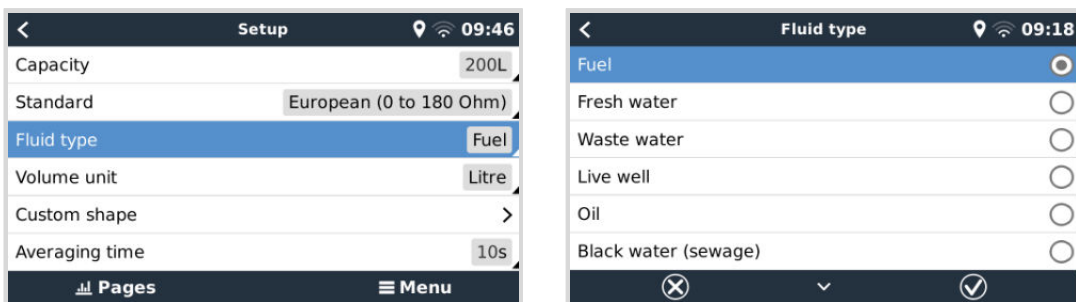 Setup 09:46
Capacity 200L
Standard European (0 to 180 Ohm)
Fluid type Fuel
Volume unit Litre
Custom shape
Averaging time 10s
Pages Menu
Fluid type 09:18
Fuel
Fresh water
Waste water
Live well
Oil
Black water (sewage)